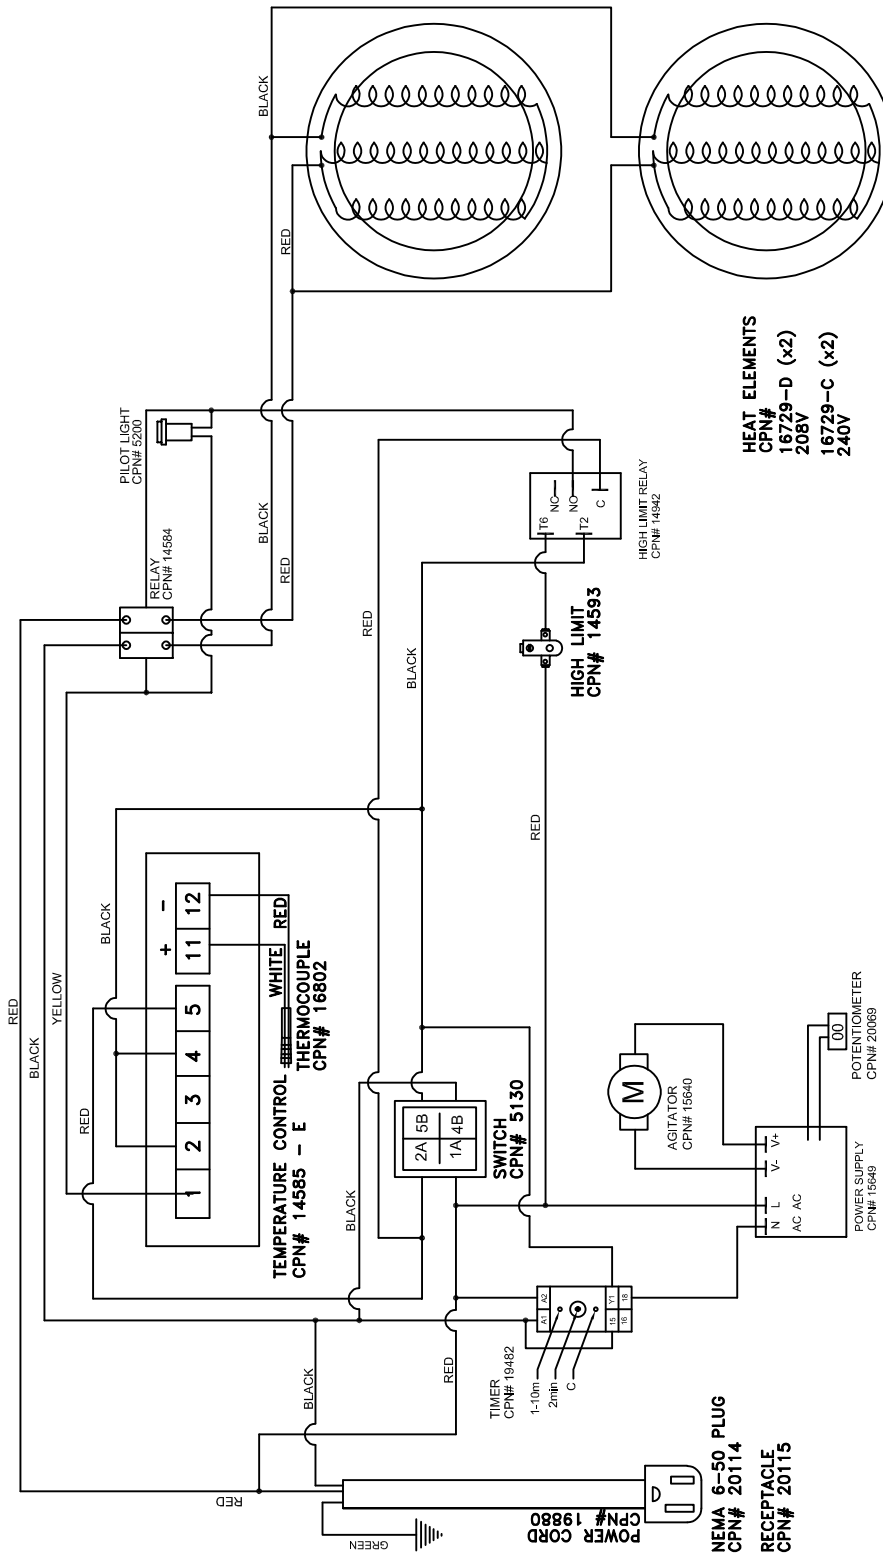 BLACK
RED
PILOT LIGHT
CPN# 5200
RELAY
CPN# 14584
BLACK
RED
RED
BLACK
YELLOW
BLACK
RED
RED
BLACK
HEAT ELEMENTS
CPN#
16729-D (x2)
208V
16729-C (x2)
240V
T6
NC
NO
T2
C
HIGH LIMIT RELAY
CPN# 14942
HIGH LIMIT
CPN# 14593
RED
1
2
3
4
5
11
12
+
-
WHITE
RED
THERMOCOUPLE
CPN# 16802
TEMPERATURE CONTROL
CPN# 14585 - E
2A
5B
1A
4B
SWITCH
CPN# 5130
BLACK
M
AGITATOR
CPN# 15640
00
POTENTIOMETER
CPN# 20069
N
L
V-
V+
AC
AC
POWER SUPPLY
CPN# 15649
A1
A2
15
Y1
16
18
TIMER
CPN# 19482
1-10m
2min
C
BLACK
RED
RED
GREEN
POWER CORD
CPN# 19880
NEMA 6-50 PLUG
CPN# 20114
RECEPTACLE
CPN# 20115